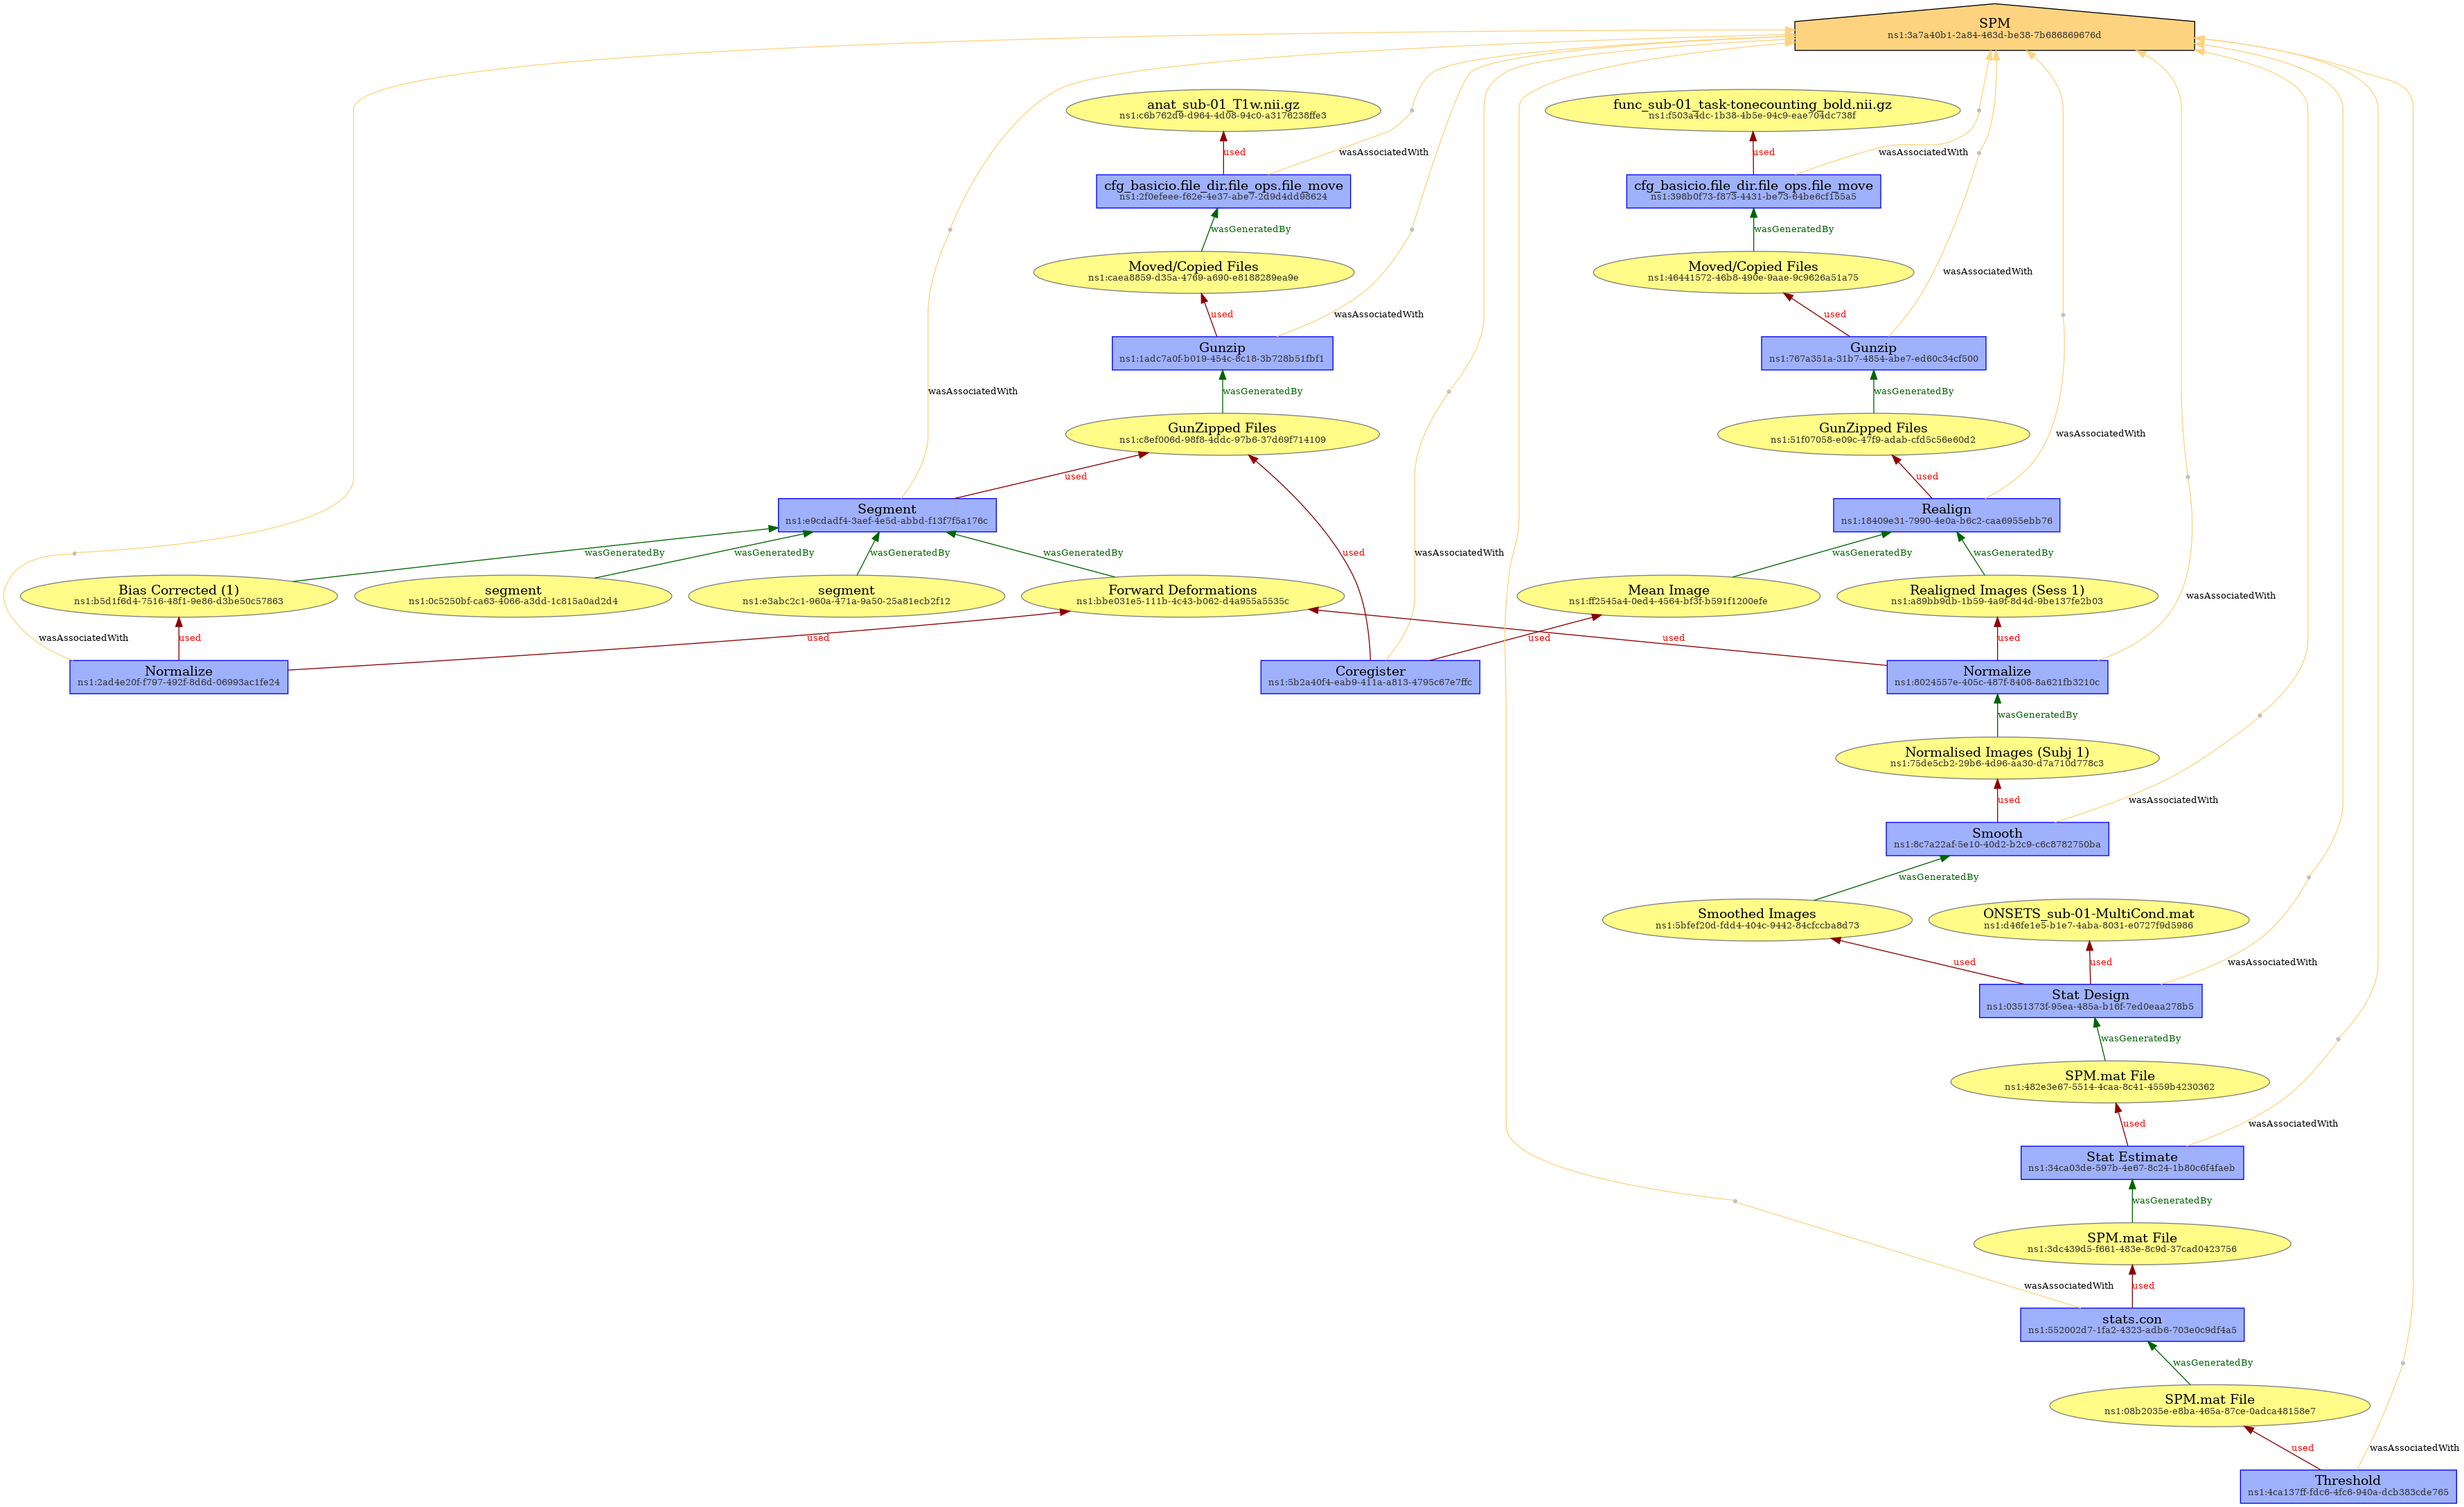 SPM
ns1:3a7a40b1-2a84-463d-be38-7b686869676d
anat_sub-01_T1w.nii.gz
ns1:c6b762d9-d964-4d08-94c0-a3176238ffe3
func_sub-01_task-tonecounting_bold.nii.gz
ns1:f503a4dc-1b38-4b5e-94c9-eae704dc738f
used
wasAssociatedWith
used
wasAssociatedWith
cfg_basicio.file_dir.file_ops.file_move
ns1:2f0efeee-f62e-4e37-abe7-2d9d4dd98624
cfg_basicio.file_dir.file_ops.file_move
ns1:398b0f73-f873-4431-be73-64be6cf155a5
wasGeneratedBy
wasGeneratedBy
Moved/Copied Files
ns1:caea8859-d35a-4769-a690-e8188289ea9e
Moved/Copied Files
ns1:46441572-46b8-490e-9aae-9c9626a51a75
wasAssociatedWith
used
wasAssociatedWith
used
Gunzip
ns1:1adc7a0f-b019-454c-8c18-3b728b51fbf1
Gunzip
ns1:767a351a-31b7-4854-abe7-ed60c34cf500
wasAssociatedWith
wasGeneratedBy
wasGeneratedBy
GunZipped Files
ns1:c8ef006d-98f8-4ddc-97b6-37d69f714109
GunZipped Files
ns1:51f07058-e09c-47f9-adab-cfd5c56e60d2
wasAssociatedWith
used
used
Segment
ns1:e9cdadf4-3aef-4e5d-abbd-f13f7f5a176c
Realign
ns1:18409e31-7990-4e0a-b6c2-caa6955ebb76
wasGeneratedBy
wasGeneratedBy
wasGeneratedBy
wasGeneratedBy
used
wasAssociatedWith
wasGeneratedBy
wasGeneratedBy
Bias Corrected (1)
ns1:b5d1f6d4-7516-48f1-9e86-d3be50c57863
segment
ns1:0c5250bf-ca63-4066-a3dd-1c815a0ad2d4
segment
ns1:e3abc2c1-960a-471a-9a50-25a81ecb2f12
Forward Deformations
ns1:bbe031e5-111b-4c43-b062-d4a955a5535c
Mean Image
ns1:ff2545a4-0ed4-4564-bf3f-b591f1200efe
Realigned Images (Sess 1)
ns1:a89bb9db-1b59-4a9f-8d4d-9be137fe2b03
wasAssociatedWith
wasAssociatedWith
used
used
used
used
used
Normalize
ns1:2ad4e20f-f797-492f-8d6d-06993ac1fe24
Coregister
ns1:5b2a40f4-eab9-411a-a813-4795c67e7ffc
Normalize
ns1:8024557e-405c-487f-8408-8a621fb3210c
wasGeneratedBy
Normalised Images (Subj 1)
ns1:75de5cb2-29b6-4d96-aa30-d7a710d778c3
used
wasAssociatedWith
Smooth
ns1:8c7a22af-5e10-40d2-b2c9-c6c8782750ba
wasGeneratedBy
Smoothed Images
ns1:5bfef20d-fdd4-404c-9442-84cfccba8d73
ONSETS_sub-01-MultiCond.mat
ns1:d46fe1e5-b1e7-4aba-8031-e0727f9d5986
used
used
wasAssociatedWith
Stat Design
ns1:0351373f-95ea-485a-b16f-7ed0eaa278b5
wasGeneratedBy
SPM.mat File
ns1:482e3e67-5514-4caa-8c41-4559b4230362
used
wasAssociatedWith
Stat Estimate
ns1:34ca03de-597b-4e67-8c24-1b80c6f4faeb
wasGeneratedBy
SPM.mat File
ns1:3dc439d5-f661-483e-8c9d-37cad0423756
wasAssociatedWith
used
stats.con
ns1:552002d7-1fa2-4323-adb6-703e0c9df4a5
wasGeneratedBy
SPM.mat File
ns1:08b2035e-e8ba-465a-87ce-0adca48158e7
used
wasAssociatedWith
Threshold
ns1:4ca137ff-fdc6-4fc6-940a-dcb383cde765